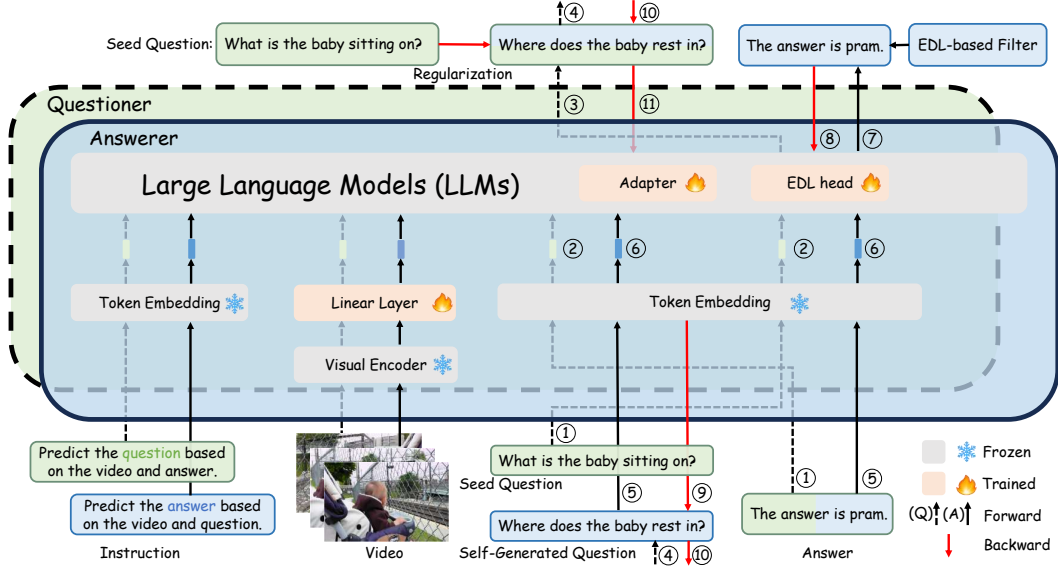 ④ ⑩
Seed Question: What is the baby sitting on? Where does the baby rest in? The answer is pram. EDL-based Filter
Regularization
③ ⑪ ⑧ ⑦
Questioner
Answerer
Large Language Models (LLMs) Adapter EDL head
② ⑥ ② ⑥
Token Embedding Linear Layer Token Embedding
Visual Encoder
① What is the baby sitting on?
Seed Question ⑤ ⑨ ① ⑤
Predict the question based
on the video and answer.
Predict the answer based
on the video and question.
Instruction
Video
Where does the baby rest in?
Self-Generated Question ④ ⑩
The answer is pram.
Answer
Frozen
Trained
(Q) (A) Forward
Backward